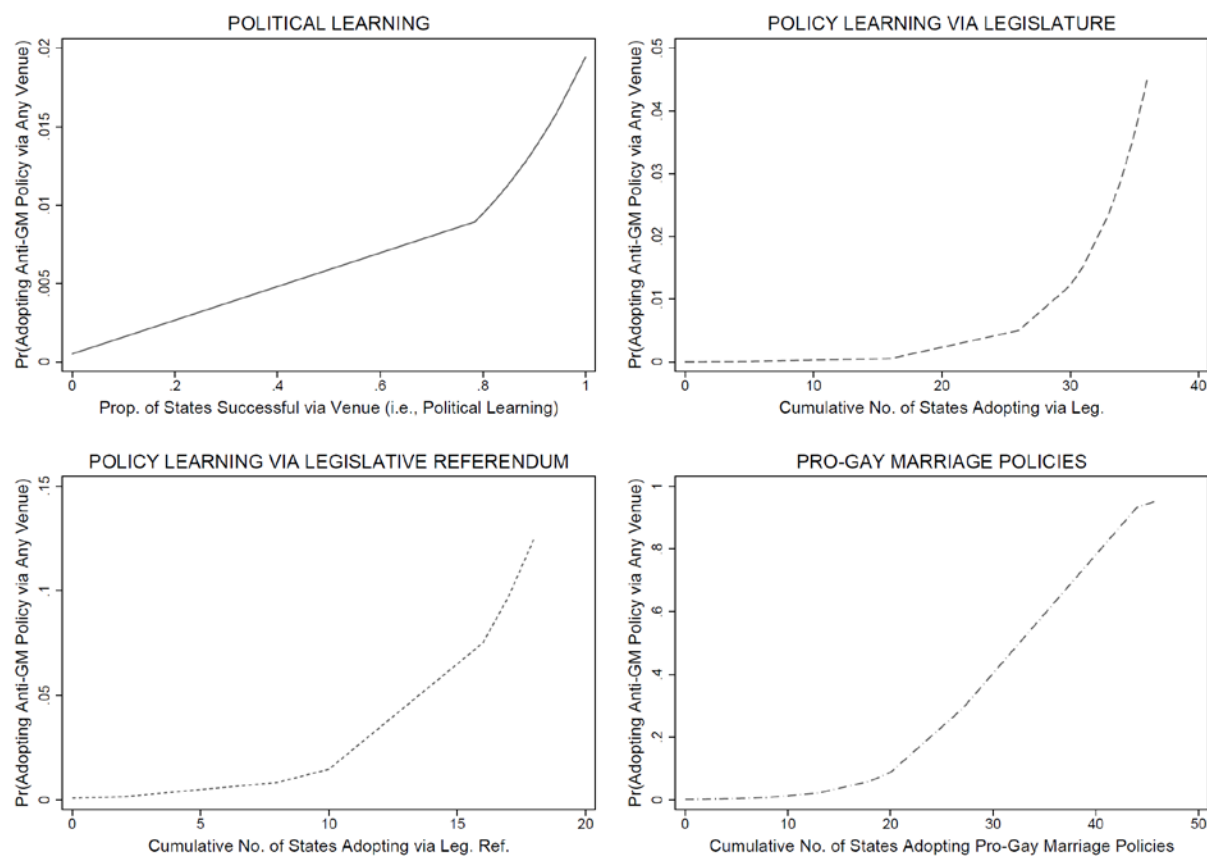 POLITICAL LEARNING
Pr(Adopting Anti-GM Policy via Any Venue)
.02
.015
.01
.005
0
0 .2 .4 .6 .8 1
Prop. of States Successful via Venue (i.e., Political Learning)
POLICY LEARNING VIA LEGISLATURE
Pr(Adopting Anti-GM Policy via Any Venue)
.05
.04
.03
.02
.01
0
0 10 20 30 40
Cumulative No. of States Adopting via Leg.
POLICY LEARNING VIA LEGISLATIVE REFERENDUM
Pr(Adopting Anti-GM Policy via Any Venue)
.15
.1
.05
0
0 5 10 15 20
Cumulative No. of States Adopting via Leg. Ref.
PRO-GAY MARRIAGE POLICIES
Pr(Adopting Anti-GM Policy via Any Venue)
1
.8
.6
.4
.2
0
0 10 20 30 40 50
Cumulative No. of States Adopting Pro-Gay Marriage Policies